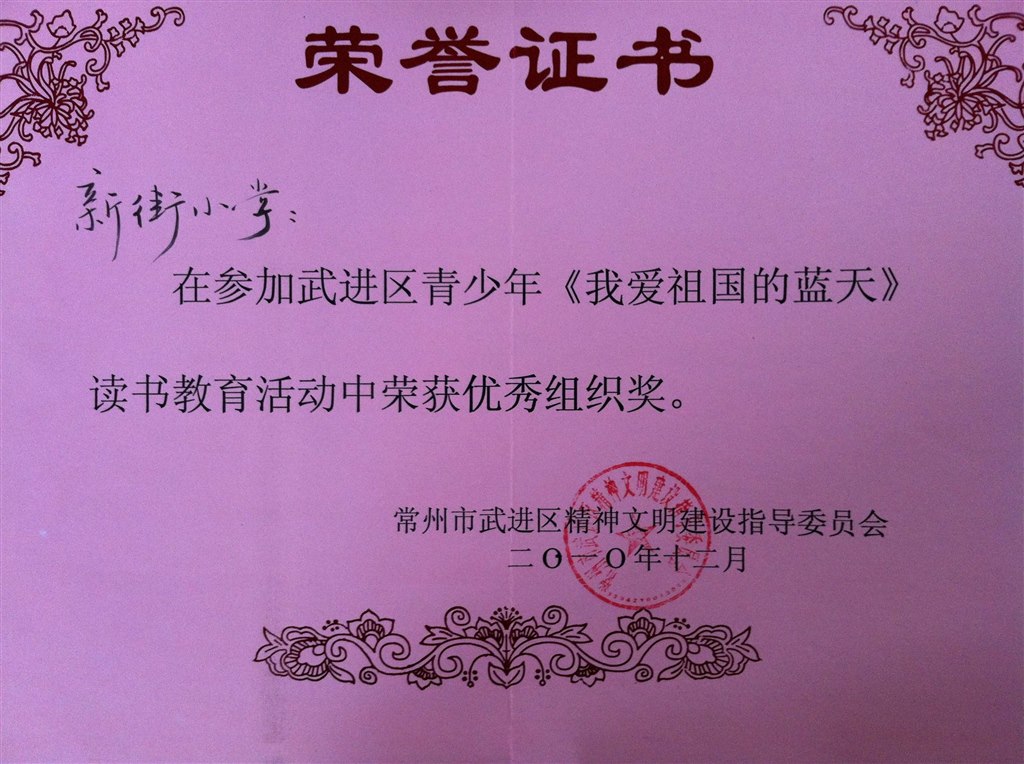 荣誉证书
新街小学：
在参加武进区青少年《我爱祖国的蓝天》
读书教育活动中荣获优秀组织奖。
常州市武进区精神文明建设指导委员会
二〇一〇年十二月